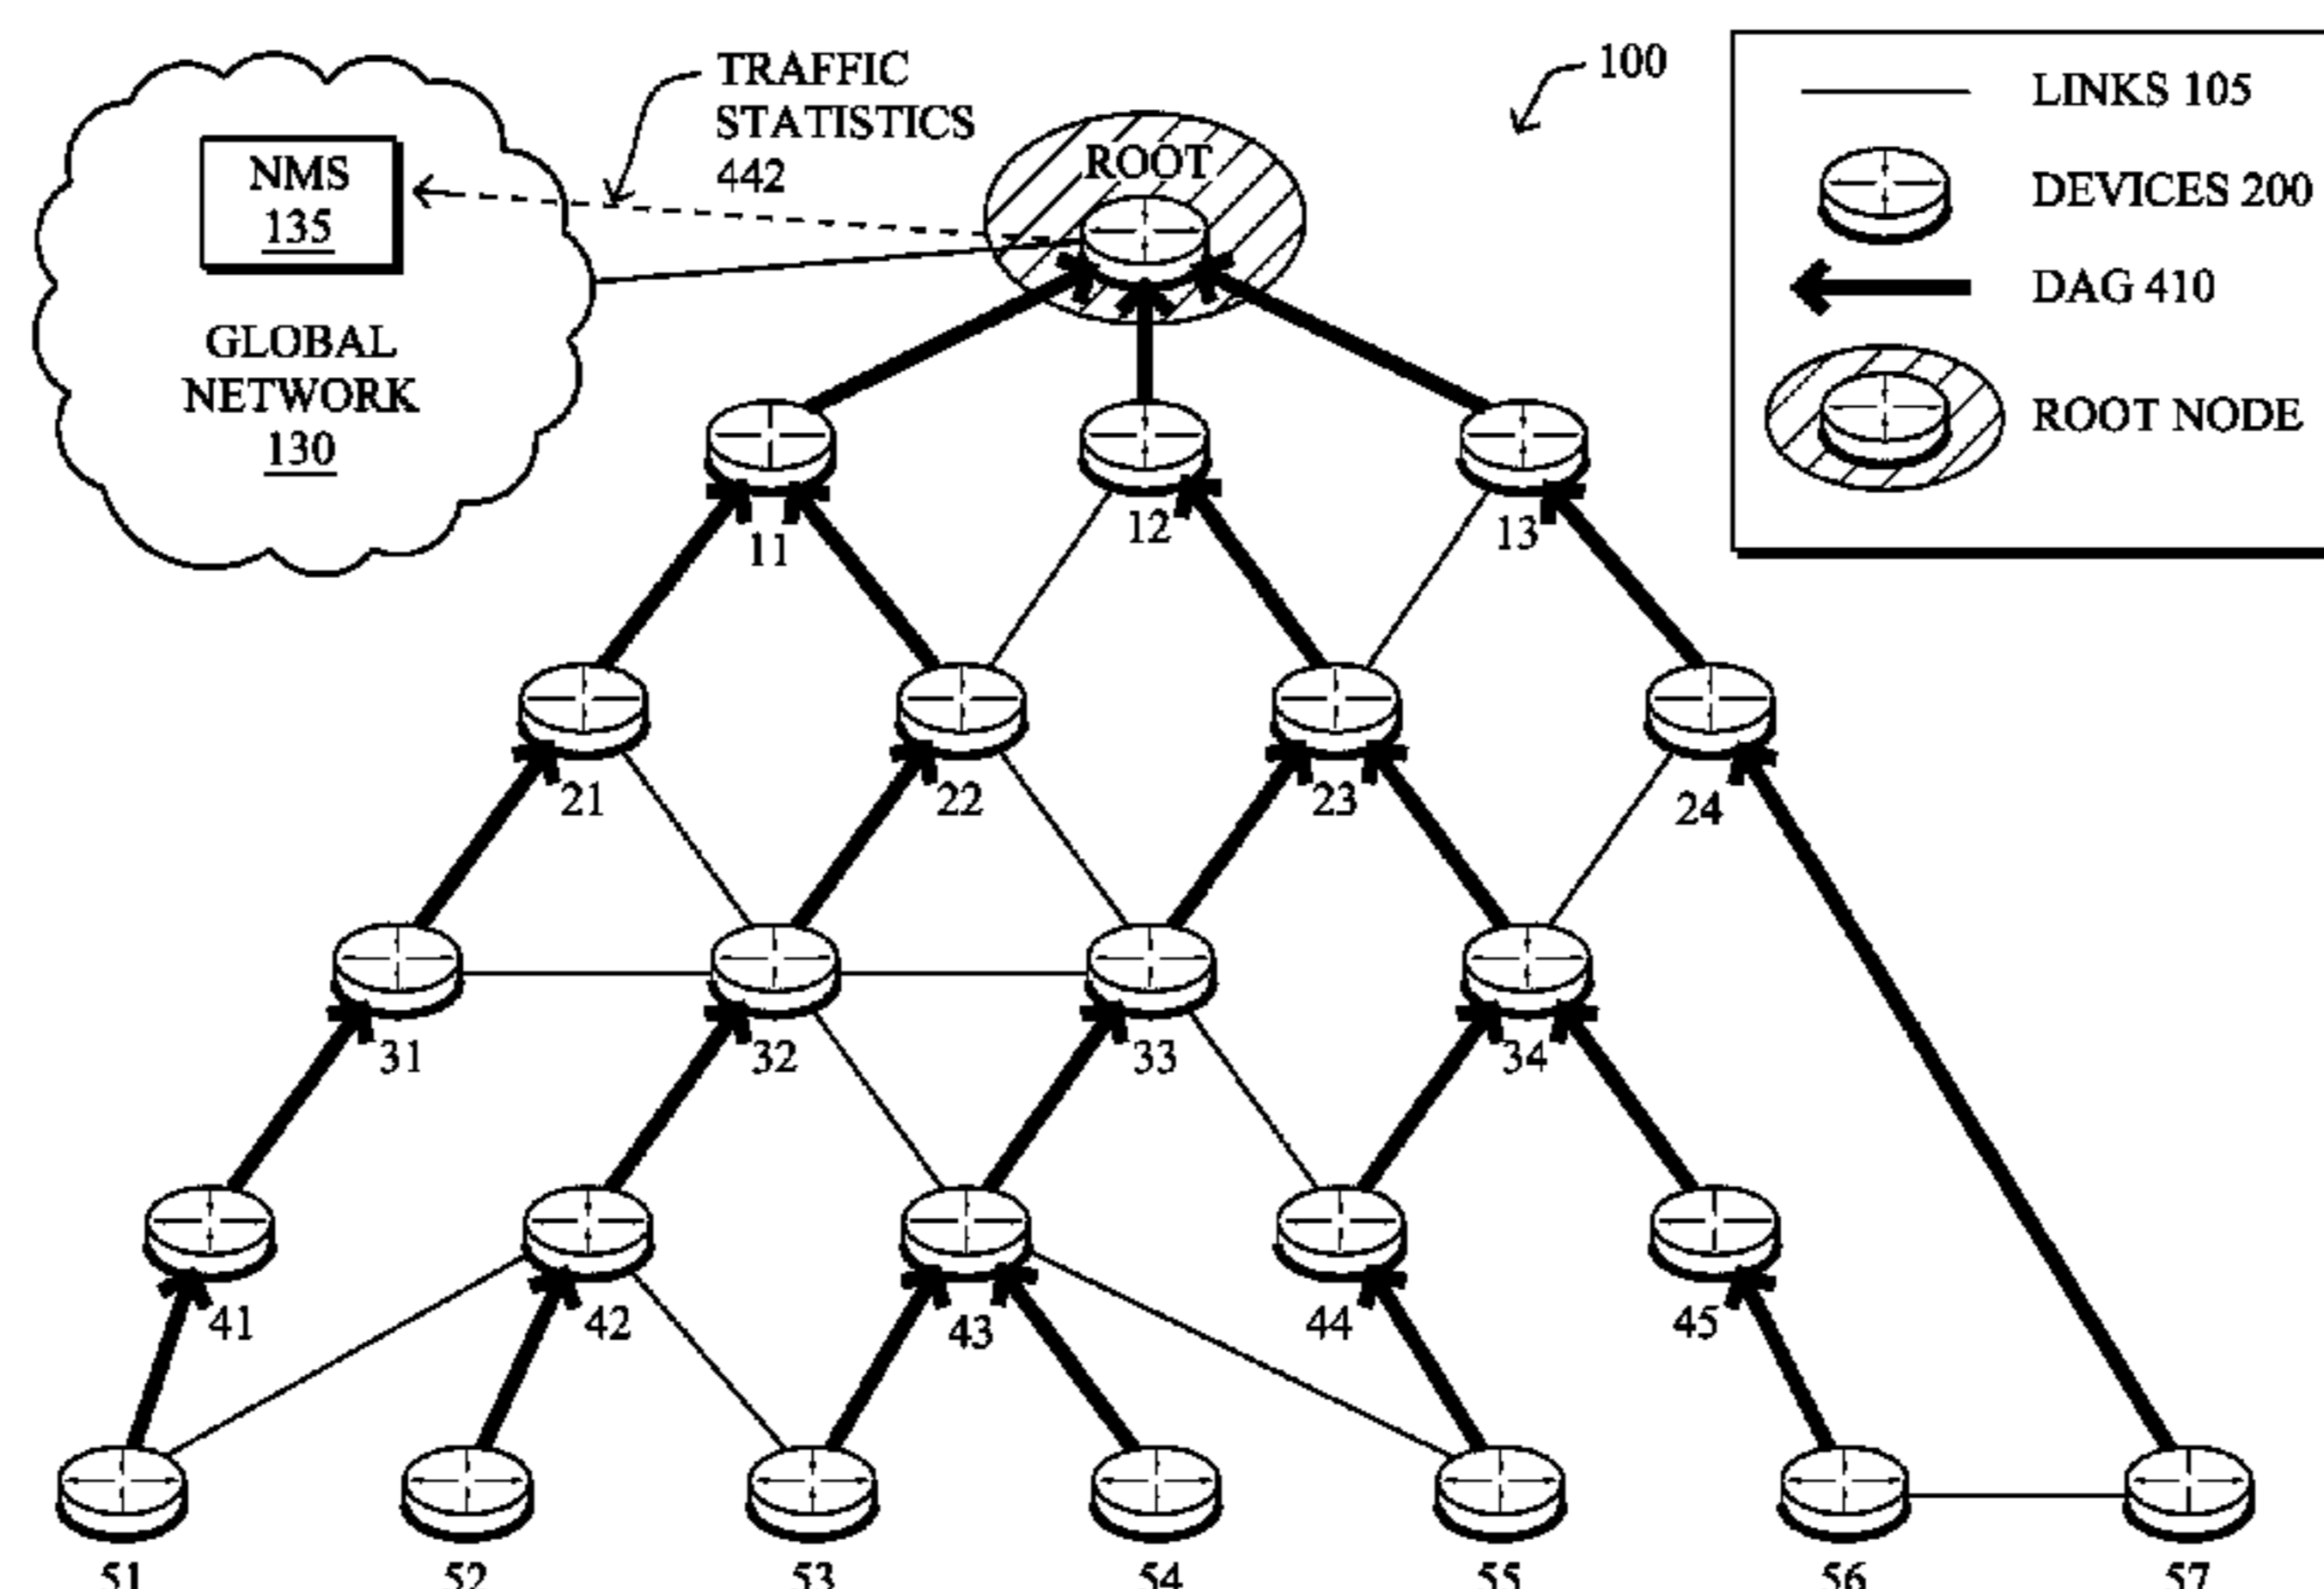 TRAFFIC
STATISTICS
442
100
NMS
135
GLOBAL
NETWORK
130
ROOT
LINKS 105
DEVICES 200
DAG 410
ROOT NODE
11
12
13
21
22
23
24
31
32
33
34
41
42
43
44
45
51
52
53
54
55
56
57